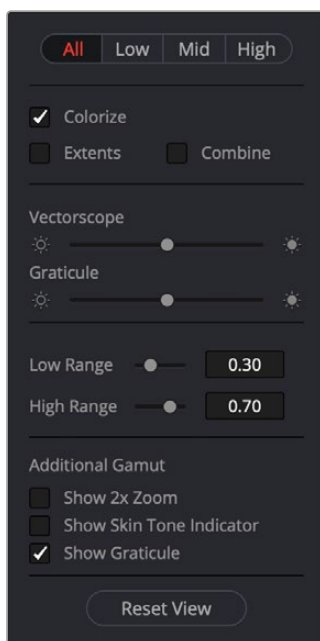 All Low Mid High
Colorize
Extents Combine
Vectorscope
Graticule
Low Range 0.30
High Range 0.70
Additional Gamut
Show 2x Zoom
Show Skin Tone Indicator
Show Graticule
Reset View